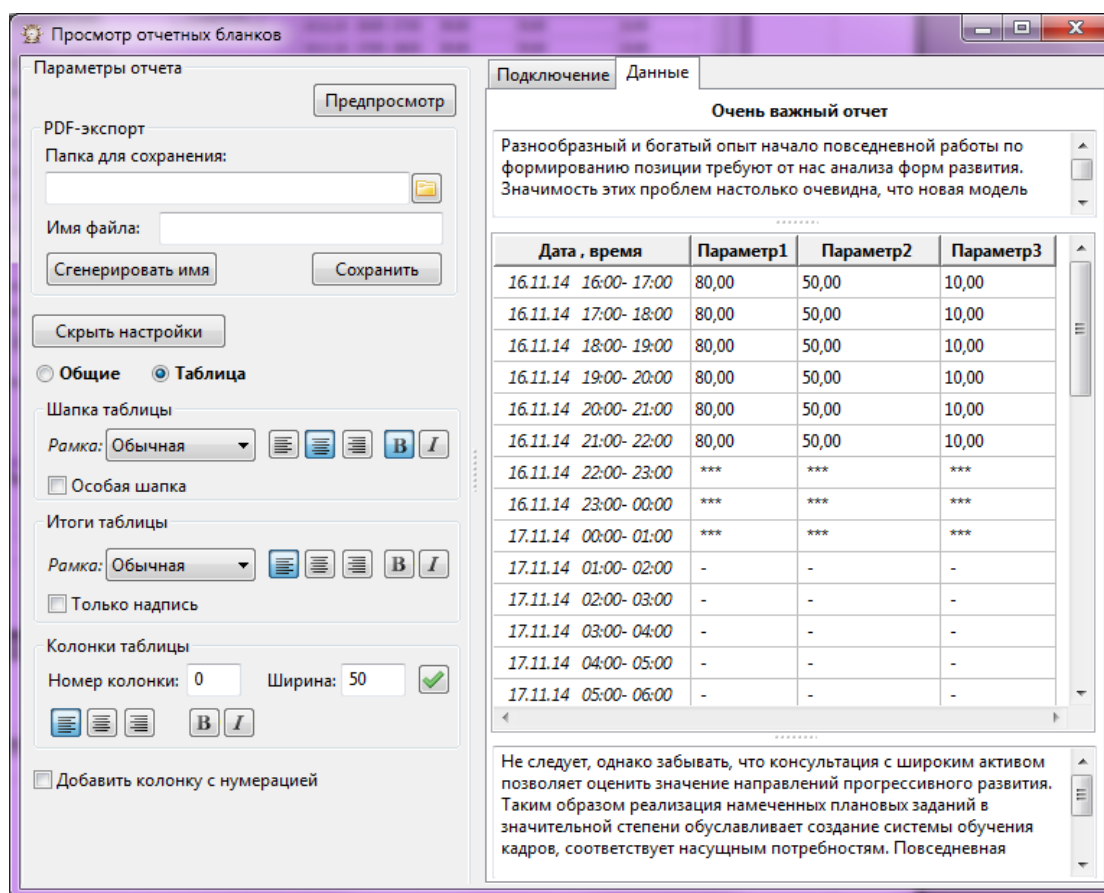 Просмотр отчетных бланков
Параметры отчета
Предпросмотр
PDF-экспорт
Папка для сохранения:
Имя файла:
Сгенерировать имя Сохранить
Скрыть настройки
Общие Таблица
Шапка таблицы
Рамка: Обычная B I
Особая шапка
Итоги таблицы
Рамка: Обычная B I
Только надпись
Колонки таблицы
Номер колонки: 0 Ширина: 50
B I
Добавить колонку с нумерацией
Подключение Данные
Очень важный отчет
Разнообразный и богатый опыт начало повседневной работы по
формированию позиции требуют от нас анализа форм развития.
Значимость этих проблем настолько очевидна, что новая модель
Дата , время Параметр1 Параметр2 Параметр3
16.11.14 16:00- 17:00 80,00 50,00 10,00
16.11.14 17:00- 18:00 80,00 50,00 10,00
16.11.14 18:00- 19:00 80,00 50,00 10,00
16.11.14 19:00- 20:00 80,00 50,00 10,00
16.11.14 20:00- 21:00 80,00 50,00 10,00
16.11.14 21:00- 22:00 80,00 50,00 10,00
16.11.14 22:00- 23:00 *** *** ***
16.11.14 23:00- 00:00 *** *** ***
17.11.14 00:00- 01:00 *** *** ***
17.11.14 01:00- 02:00 - - -
17.11.14 02:00- 03:00 - - -
17.11.14 03:00- 04:00 - - -
17.11.14 04:00- 05:00 - - -
17.11.14 05:00- 06:00 - - -
Не следует, однако забывать, что консультация с широким активом
позволяет оценить значение направлений прогрессивного развития.
Таким образом реализация намеченных плановых заданий в
значительной степени обуславливает создание системы обучения
кадров, соответствует насущным потребностям. Повседневная